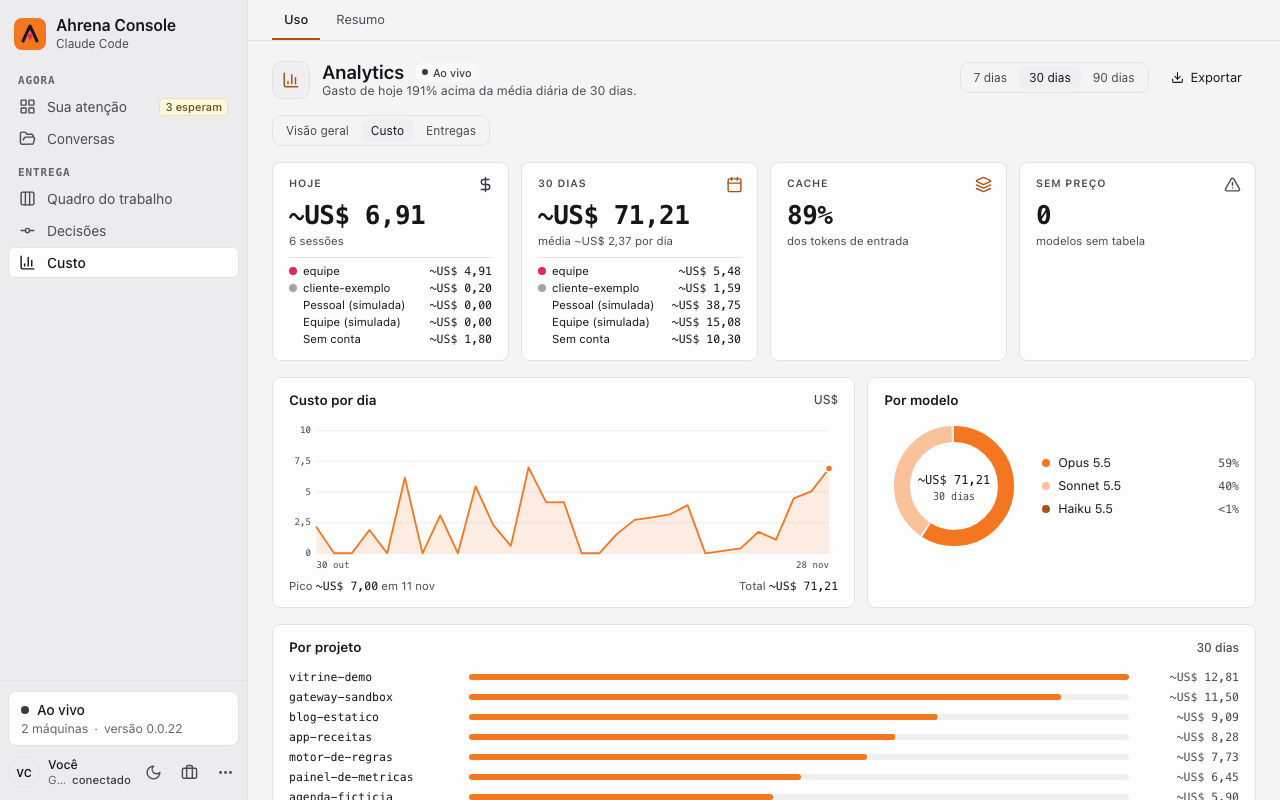 Ahrena Console
Claude Code
AGORA
Sua atenção 3 esperam
Conversas
ENTREGA
Quadro do trabalho
Decisões
Custo
Ao vivo
2 máquinas · versão 0.0.22
VC
Você
G... conectado
Uso Resumo
Analytics Ao vivo
Gasto de hoje 191% acima da média diária de 30 dias.
7 dias 30 dias 90 dias Exportar
Visão geral Custo Entregas
HOJE
~US$ 6,91
6 sessões
equipe ~US$ 4,91
cliente-exemplo ~US$ 0,20
Pessoal (simulada) ~US$ 0,00
Equipe (simulada) ~US$ 0,00
Sem conta ~US$ 1,80
30 DIAS
~US$ 71,21
média ~US$ 2,37 por dia
equipe ~US$ 5,48
cliente-exemplo ~US$ 1,59
Pessoal (simulada) ~US$ 38,75
Equipe (simulada) ~US$ 15,08
Sem conta ~US$ 10,30
CACHE
89%
dos tokens de entrada
SEM PREÇO
0
modelos sem tabela
Custo por dia US$
10
7,5
5
2,5
0
30 out 28 nov
Pico ~US$ 7,00 em 11 nov Total ~US$ 71,21
Por modelo
~US$ 71,21
30 dias
Opus 5.5 59%
Sonnet 5.5 40%
Haiku 5.5 <1%
Por projeto 30 dias
vitrine-demo ~US$ 12,81
gateway-sandbox ~US$ 11,50
blog-estatico ~US$ 9,09
app-receitas ~US$ 8,28
motor-de-regras ~US$ 7,73
painel-de-metricas ~US$ 6,45
agenda-ficticia ~US$ 5,90